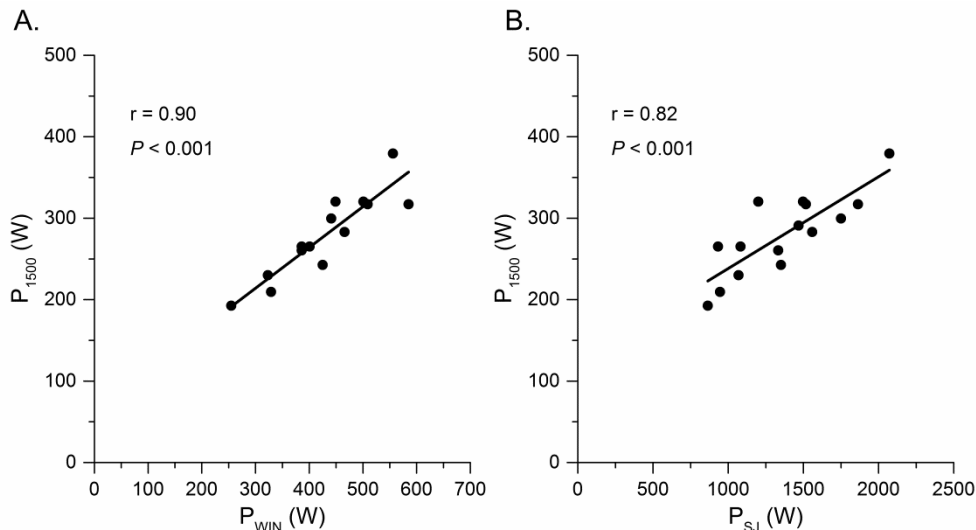 A.
500
400
300
200
100
0
P1500 (W)
r = 0.90
P < 0.001
0 100 200 300 400 500 600 700
PWIN (W)
B.
500
400
300
200
100
0
P1500 (W)
r = 0.82
P < 0.001
0 500 1000 1500 2000 2500
PSJ (W)